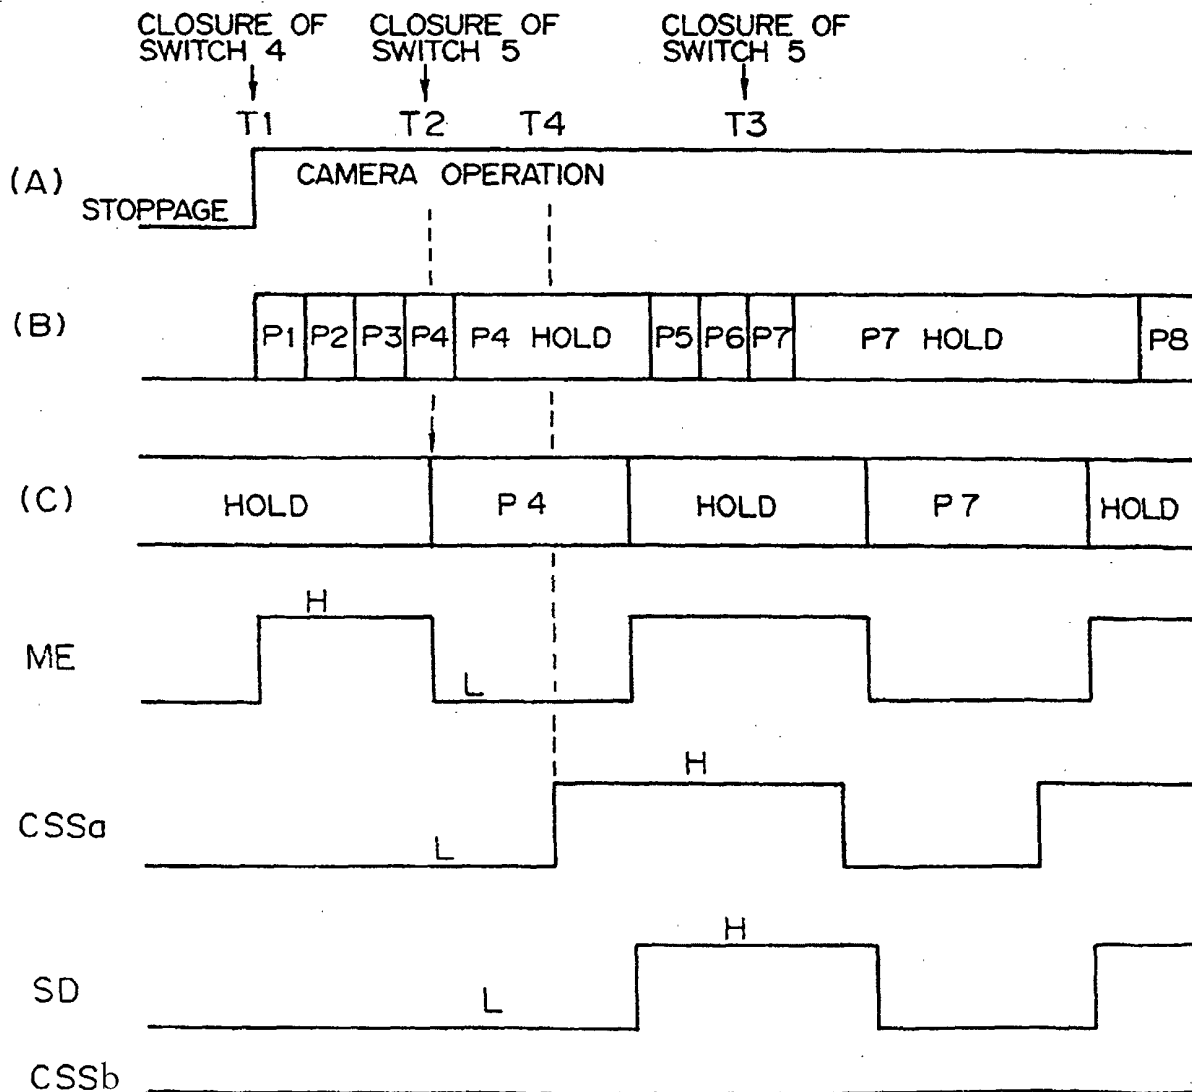 CLOSURE OF SWITCH 4
CLOSURE OF SWITCH 5
CLOSURE OF SWITCH 5
T1 T2 T4 T3
(A)
CAMERA OPERATION
STOPPAGE
(B)
P1 P2 P3 P4 P4 HOLD P5 P6 P7 P7 HOLD P8
(C)
HOLD P4 HOLD P7 HOLD
H
ME
L
H
CSSa
L
H
SD
L
CSSb